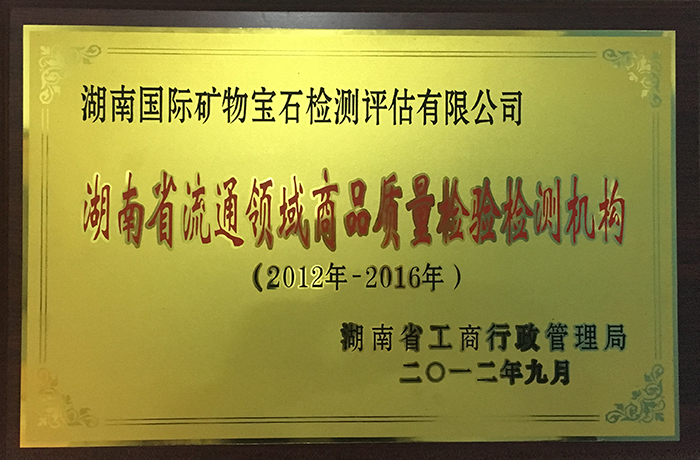 湖南国际矿物宝石检测评估有限公司
湖南省流通领域商品质量检验检测机构
（2012年-2016年）
湖南省工商行政管理局
二〇一二年九月